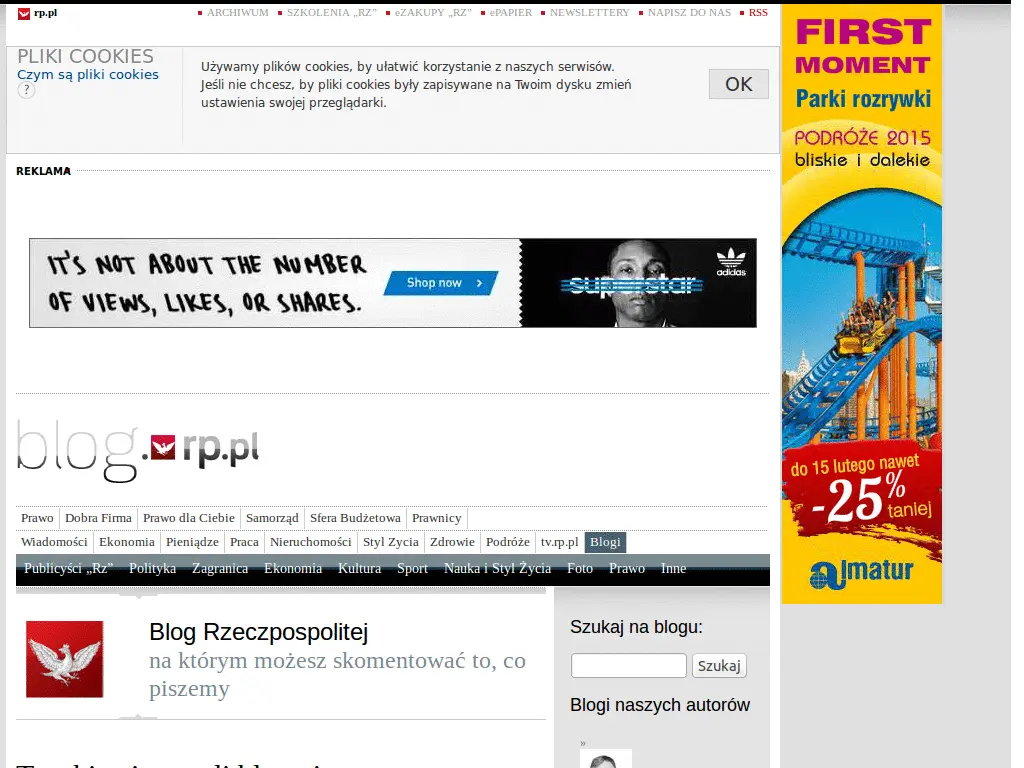 rp.pl
ARCHIWUM SZKOLENIA „RZ” eZAKUPY „RZ” ePAPIER NEWSLETTERY NAPISZ DO NAS RSS
PLIKI COOKIES
Czym są pliki cookies
?
Używamy plików cookies, by ułatwić korzystanie z naszych serwisów.
Jeśli nie chcesz, by pliki cookies były zapisywane na Twoim dysku zmień
ustawienia swojej przeglądarki.
OK
REKLAMA
IT'S NOT ABOUT THE NUMBER
OF VIEWS, LIKES, OR SHARES.
Shop now
superstar
adidas
blog.rp.pl
Prawo Dobra Firma Prawo dla Ciebie Samorząd Sfera Budżetowa Prawnicy
Wiadomości Ekonomia Pieniądze Praca Nieruchomości Styl Zycia Zdrowie Podróże tv.rp.pl Blogi
Publicyści „Rz” Polityka Zagranica Ekonomia Kultura Sport Nauka i Styl Życia Foto Prawo Inne
Blog Rzeczpospolitej
na którym możesz skomentować to, co
piszemy
Szukaj na blogu:
Szukaj
Blogi naszych autorów
»
FIRST
MOMENT
Parki rozrywki
PODRÓŻE 2015
bliskie i dalekie
do 15 lutego nawet
-25%
taniej
almatur